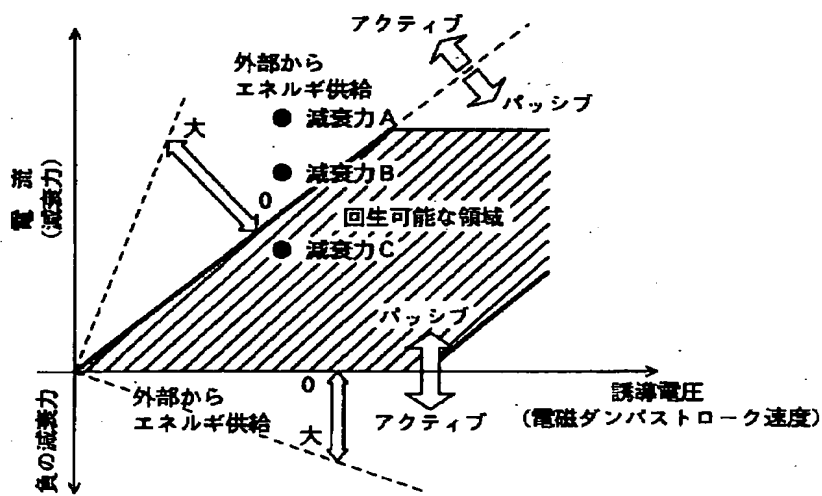 アクティブ
外部から
エネルギ供給
パッシブ
大
減衰力A
減衰力B
0
回生可能な領域
減衰力C
電流
(減衰力)
パッシブ
0
外部から
エネルギ供給
大
アクティブ
誘導電圧
(電磁ダンパストローク速度)
負の減衰力